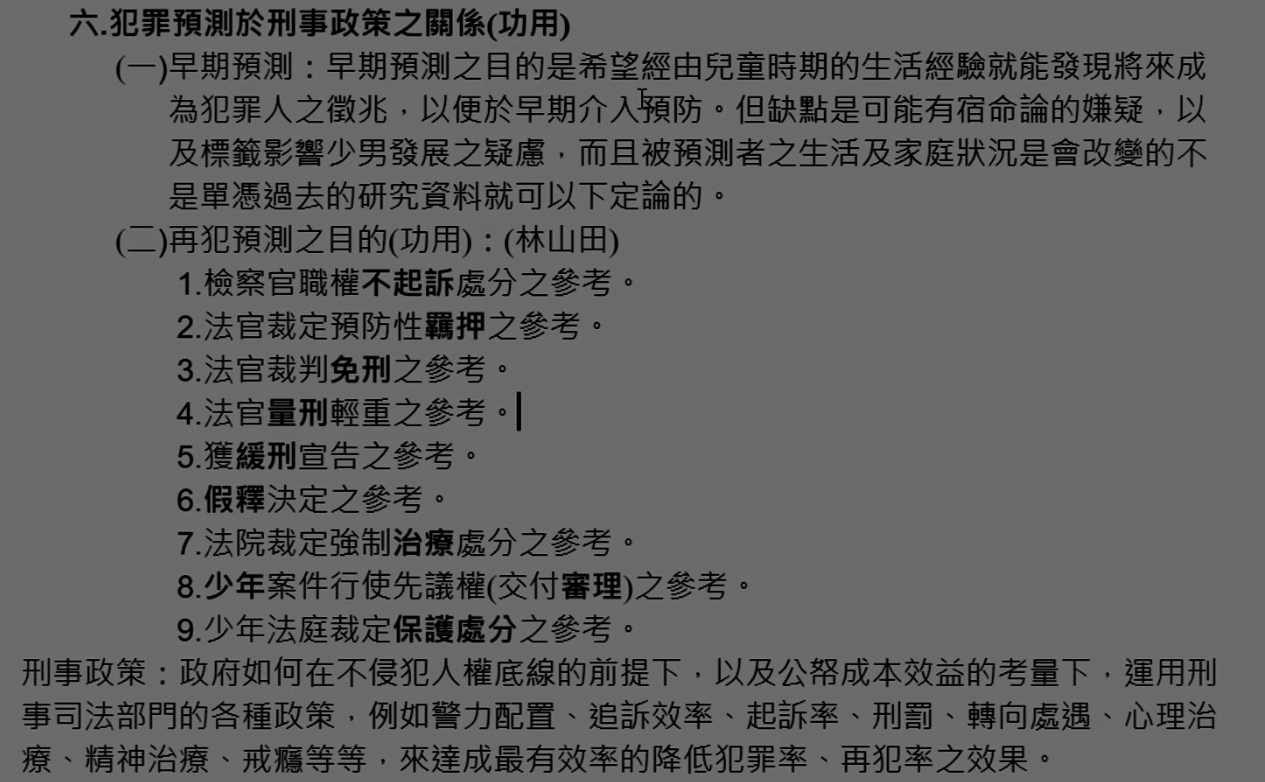 六.犯罪預測於刑事政策之關係(功用)
(一)早期預測：早期預測之目的是希望經由兒童時期的生活經驗就能發現將來成
為犯罪人之徵兆，以便於早期介入預防。但缺點是可能有宿命論的嫌疑，以
及標籤影響少男發展之疑慮，而且被預測者之生活及家庭狀況是會改變的不
是單憑過去的研究資料就可以下定論的。
(二)再犯預測之目的(功用)：(林山田)
1.檢察官職權不起訴處分之參考。
2.法官裁定預防性羈押之參考。
3.法官裁判免刑之參考。
4.法官量刑輕重之參考。
5.獲緩刑宣告之參考。
6.假釋決定之參考。
7.法院裁定強制治療處分之參考。
8.少年案件行使先議權(交付審理)之參考。
9.少年法庭裁定保護處分之參考。
刑事政策：政府如何在不侵犯人權底線的前提下，以及公帑成本效益的考量下，運用刑
事司法部門的各種政策，例如警力配置、追訴效率、起訴率、刑罰、轉向處遇、心理治
療、精神治療、戒癮等等，來達成最有效率的降低犯罪率、再犯率之效果。